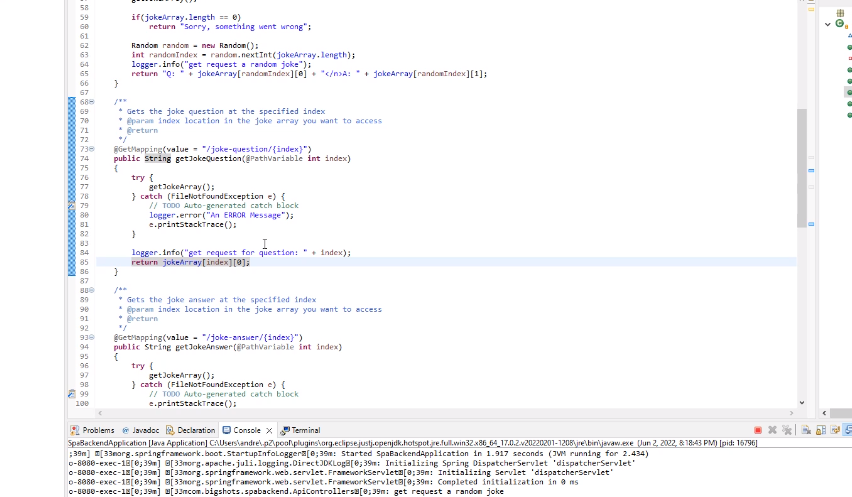 58
59 if(jokeArray.length == 0)
60 return "Sorry, something went wrong";
61
62 Random random = new Random();
63 int randomIndex = random.nextInt(jokeArray.length);
64 logger.info("get request a random joke");
65 return "Q: " + jokeArray[randomIndex][0] + "</n>A: " + jokeArray[randomIndex][1];
66 }
67
68 /**
69 * Gets the joke question at the specified index
70 * @param index location in the joke array you want to access
71 * @return
72 */
73 @GetMapping(value = "/joke-question/{index}")
74 public String getJokeQuestion(@PathVariable int index)
75 {
76 try {
77 getJokeArray();
78 } catch (FileNotFoundException e) {
79 // TODO Auto-generated catch block
80 logger.error("An ERROR Message");
81 e.printStackTrace();
82 }
83
84 logger.info("get request for question: " + index);
85 return jokeArray[index][0];
86 }
87
88 /**
89 * Gets the joke answer at the specified index
90 * @param index location in the joke array you want to access
91 * @return
92 */
93 @GetMapping(value = "/joke-answer/{index}")
94 public String getJokeAnswer(@PathVariable int index)
95 {
96 try {
97 getJokeArray();
98 } catch (FileNotFoundException e) {
99 // TODO Auto-generated catch block
100 e.printStackTrace();
Problems @ Javadoc Declaration Console Terminal
SpaBackendApplication [Java Application] C:\Users\andre\.p2\pool\plugins\org.eclipse.justj.openjdk.hotspot.jre.full.win32.x86_64_17.0.2.v20220201-1208\jre\bin\javaw.exe (Jun 2, 2022, 8:18:43 PM) [pid: 16796]
;39m] [33morg.springframework.boot.StartupInfoLogger[0;39m: Started SpaBackendApplication in 1.917 seconds (JVM running for 2.434)
o-8080-exec-1[0;39m] [33morg.apache.juli.logging.DirectJDKLog[0;39m: Initializing Spring DispatcherServlet 'dispatcherServlet'
o-8080-exec-1[0;39m] [33morg.springframework.web.servlet.FrameworkServlet[0;39m: Initializing Servlet 'dispatcherServlet'
o-8080-exec-1[0;39m] [33morg.springframework.web.servlet.FrameworkServlet[0;39m: Completed initialization in 0 ms
o-8080-exec-1[0;39m] [33mcom.bigshots.spabackend.ApiControllers[0;39m: get request a random joke